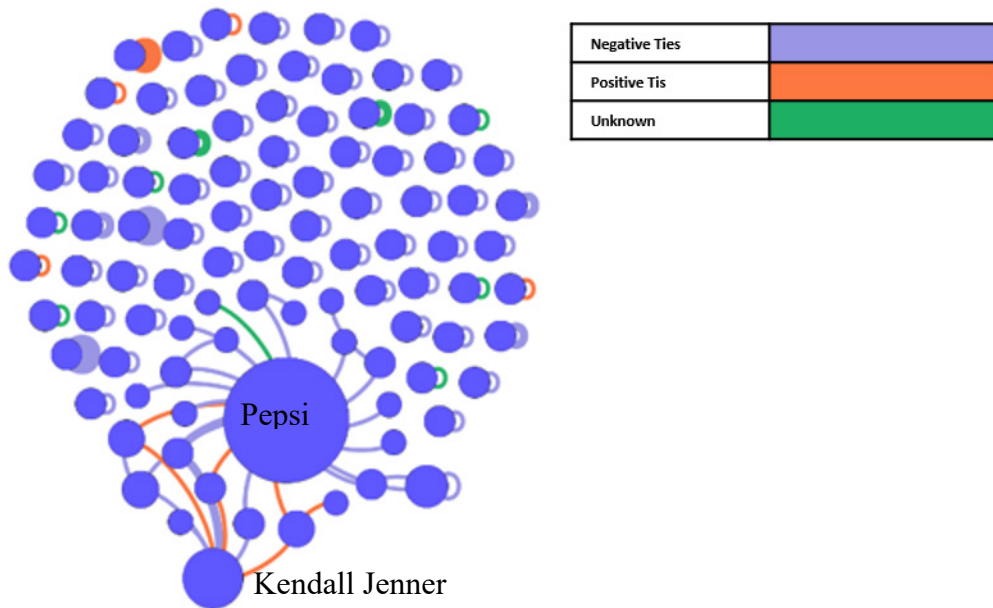 Negative Ties
Positive Tis
Unknown
Pepsi
Kendall Jenner